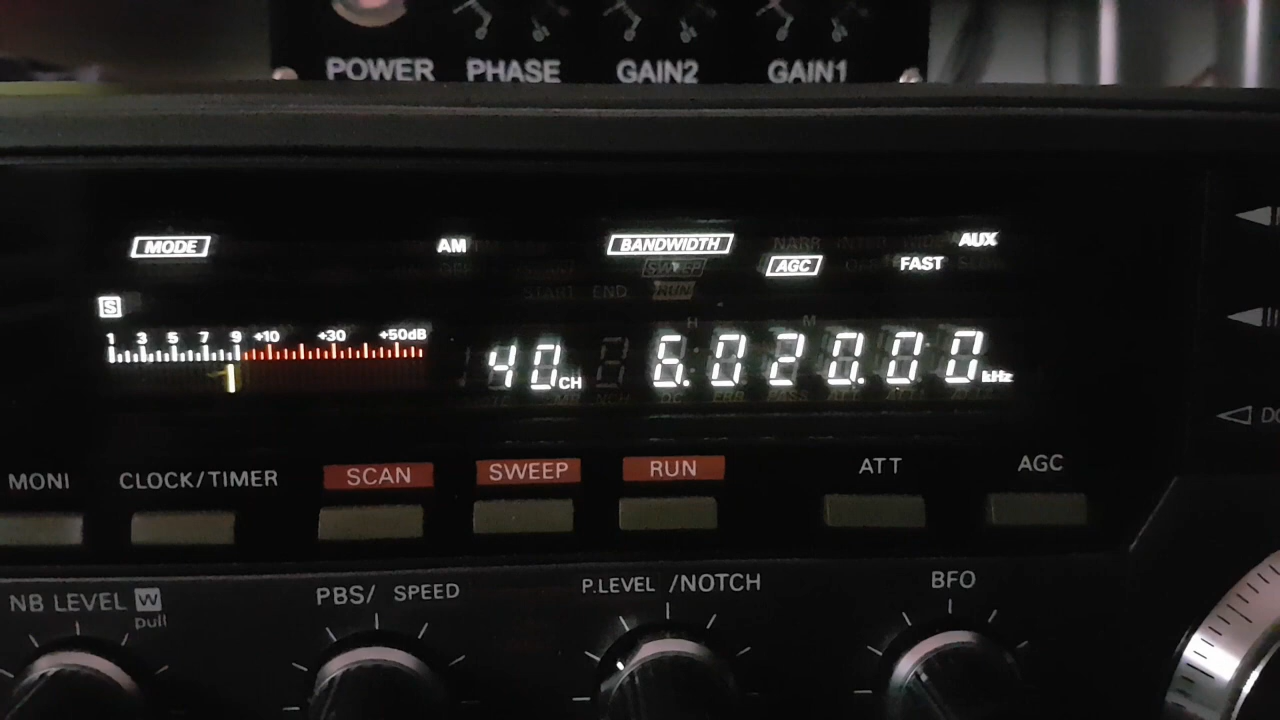 POWER PHASE GAIN2 GAIN1
MODE AM BANDWIDTH NARR WIDE AUX
SWEEP AGC FAST
START END RUN
S
1 3 5 7 9 +10 +30 +50dB
H M
40 CH 6.020.00 kHz
MONI CLOCK/TIMER SCAN SWEEP RUN ATT AGC
NB LEVEL W PBS/ SPEED P.LEVEL /NOTCH BFO
pull